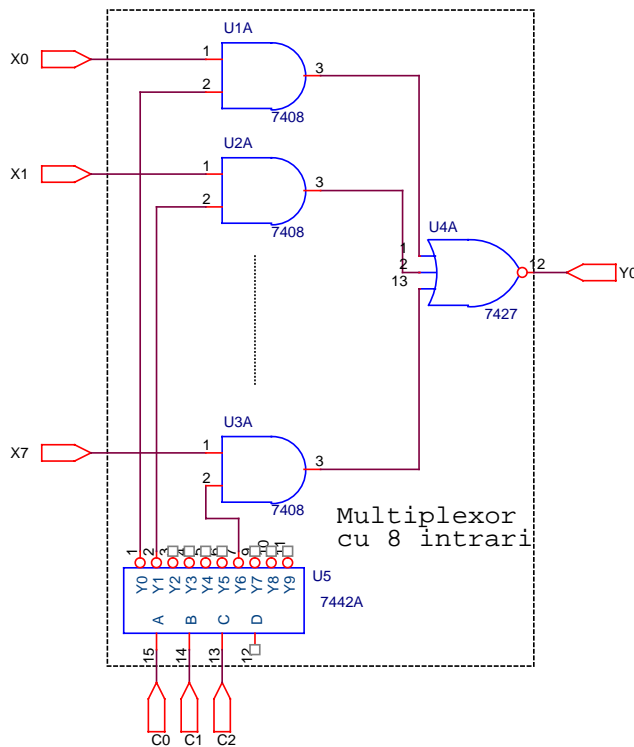 U1A
X0
1
2
3
7408
U2A
X1
1
2
3
7408
U4A
1
2
13
12
Y0
7427
U3A
X7
1
2
3
7408
Multiplexor
cu 8 intrari
1 2 3 4 5 6 7 9 10 11
Y0 Y1 Y2 Y3 Y4 Y5 Y6 Y7 Y8 Y9
U5
7442A
A B C D
15 14 13 12
C0 C1 C2